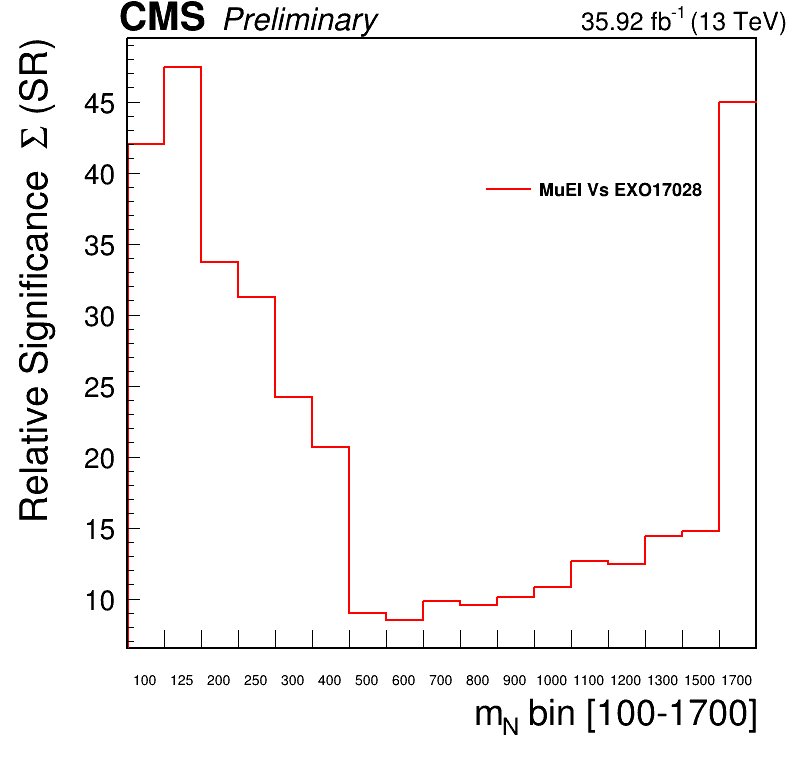 CMS Preliminary 35.92 fb⁻¹ (13 TeV)
Relative Significance Σ (SR)
45
40
35
30
25
20
15
10
MuEl Vs EXO17028
100 125 200 250 300 400 500 600 700 800 900 1000 1100 1200 1300 1500 1700
m_N bin [100-1700]